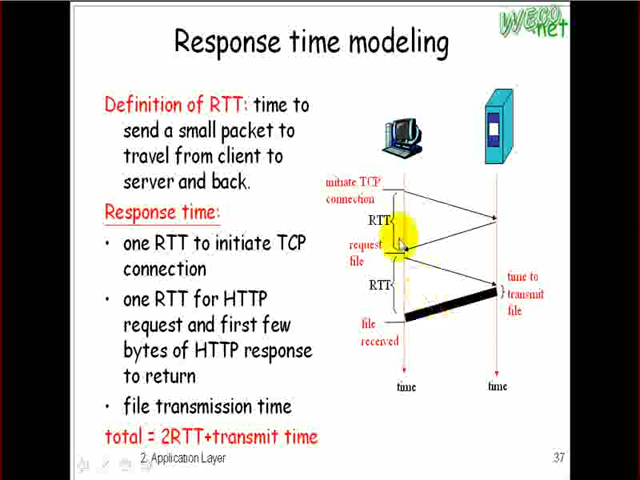 WECO
.net
Response time modeling
Definition of RTT: time to
send a small packet to
travel from client to
server and back.
Response time:
• one RTT to initiate TCP
connection
• one RTT for HTTP
request and first few
bytes of HTTP response
to return
• file transmission time
total = 2RTT+transmit time
initiate TCP
connection
RTT
request
file
RTT
time to
transmit
file
file
received
time
time
2: Application Layer
37